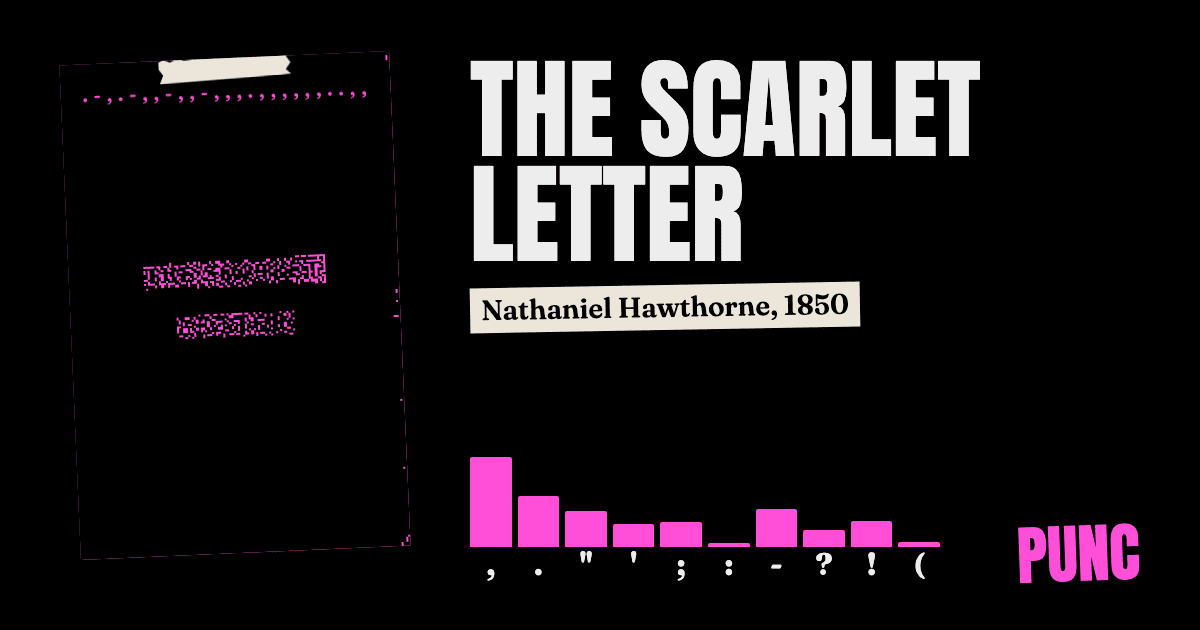 .-,.-,,-,,-,,,.,,,,,,..,,
THE SCARLET
LETTER
Nathaniel Hawthorne, 1850
, . " ' ; : - ? ! (
PUNC